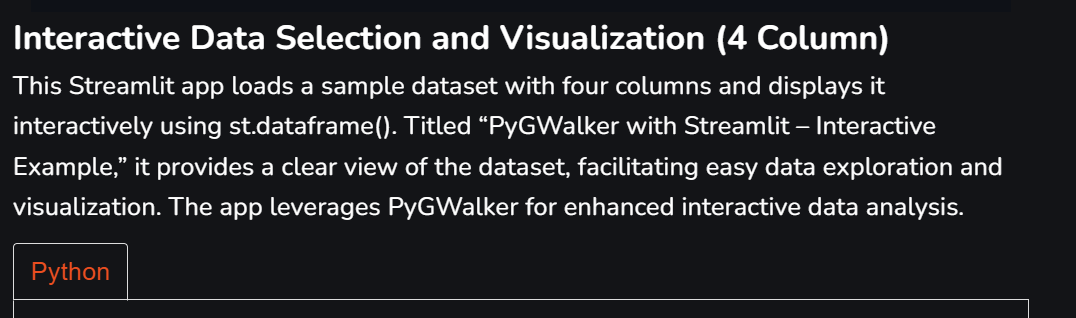 Interactive Data Selection and Visualization (4 Column)
This Streamlit app loads a sample dataset with four columns and displays it
interactively using st.dataframe(). Titled “PyGWalker with Streamlit – Interactive
Example,” it provides a clear view of the dataset, facilitating easy data exploration and
visualization. The app leverages PyGWalker for enhanced interactive data analysis.
Python